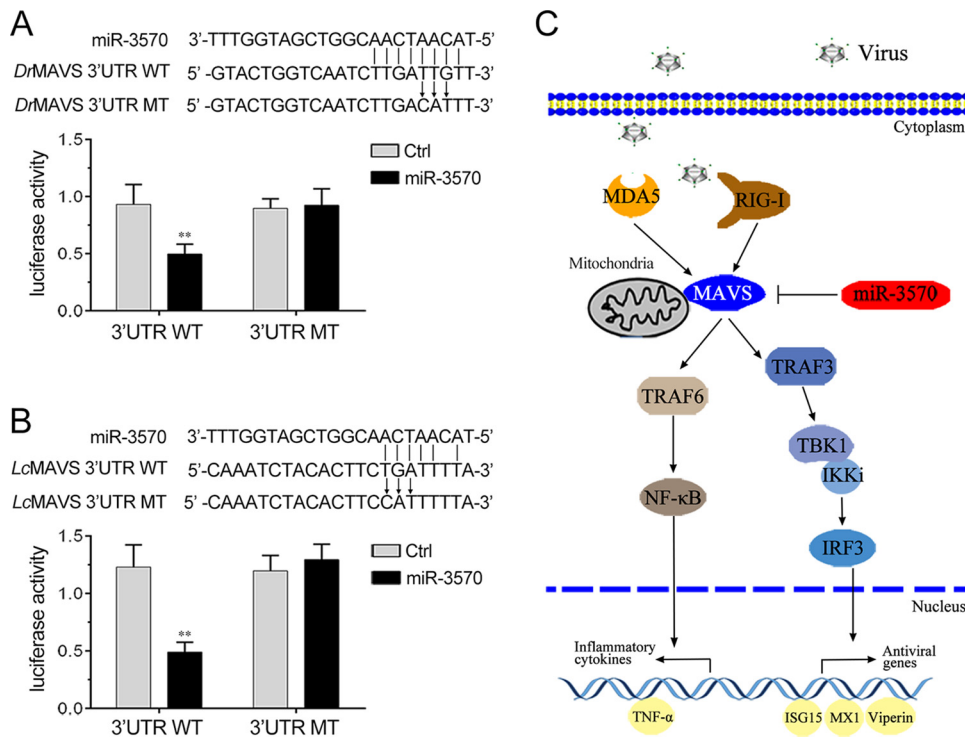 A
miR-3570 3'-TTTGGTAGCTGGCAACTAACAT-5'
DrMAVS 3'UTR WT 5' -GTACTGGTCAATCTTGATTGTT-3'
DrMAVS 3'UTR MT 5' -GTACTGGTCAATCTTGACATTT-3'
luciferase activity
1.5
1.0
0.5
0.0
Ctrl
miR-3570
**
3'UTR WT 3'UTR MT
B
miR-3570 3'-TTTGGTAGCTGGCAACTAACAT-5'
LcMAVS 3'UTR WT 5'-CAAATCTACACTTCTGATTTTA-3'
LcMAVS 3'UTR MT 5'-CAAATCTACACTTCCATTTTTA-3'
luciferase activity
1.5
1.0
0.5
0.0
Ctrl
miR-3570
**
3'UTR WT 3'UTR MT
C
Virus
Cytoplasm
MDA5
RIG-I
Mitochondria
MAVS
miR-3570
TRAF6
TRAF3
TBK1
IKKi
NF-κB
IRF3
Nucleus
Inflammatory
cytokines
Antiviral
genes
TNF-α
ISG15 MX1 Viperin